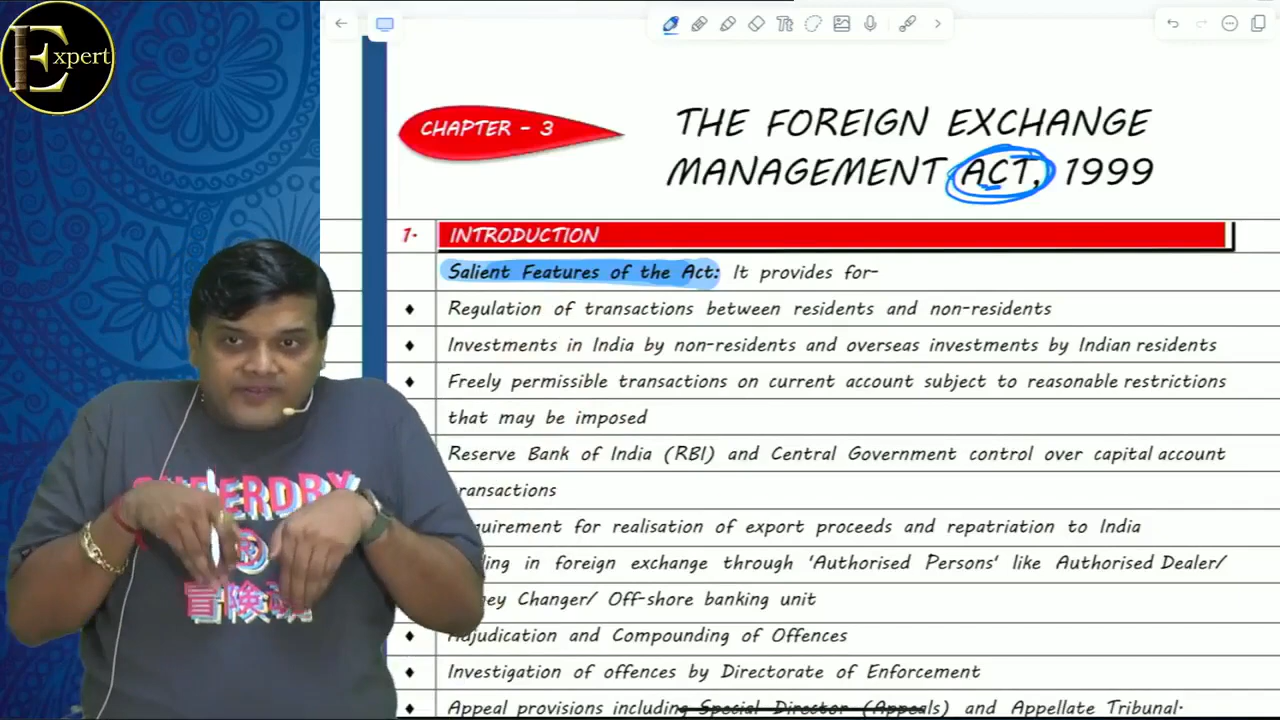 Expert
CHAPTER - 3
THE FOREIGN EXCHANGE
MANAGEMENT ACT, 1999
1. INTRODUCTION
Salient Features of the Act: It provides for-
♦ Regulation of transactions between residents and non-residents
♦ Investments in India by non-residents and overseas investments by Indian residents
♦ Freely permissible transactions on current account subject to reasonable restrictions
that may be imposed
Reserve Bank of India (RBI) and Central Government control over capital account
transactions
for realisation of export proceeds and repatriation to India
in foreign exchange through 'Authorised Persons' like Authorised Dealer/
Changer/ Off-shore banking unit
♦ Adjudication and Compounding of Offences
♦ Investigation of offences by Directorate of Enforcement
♦ Appeal provisions including Special Director (Appeals) and Appellate Tribunal.
SUPERDRY
冒険